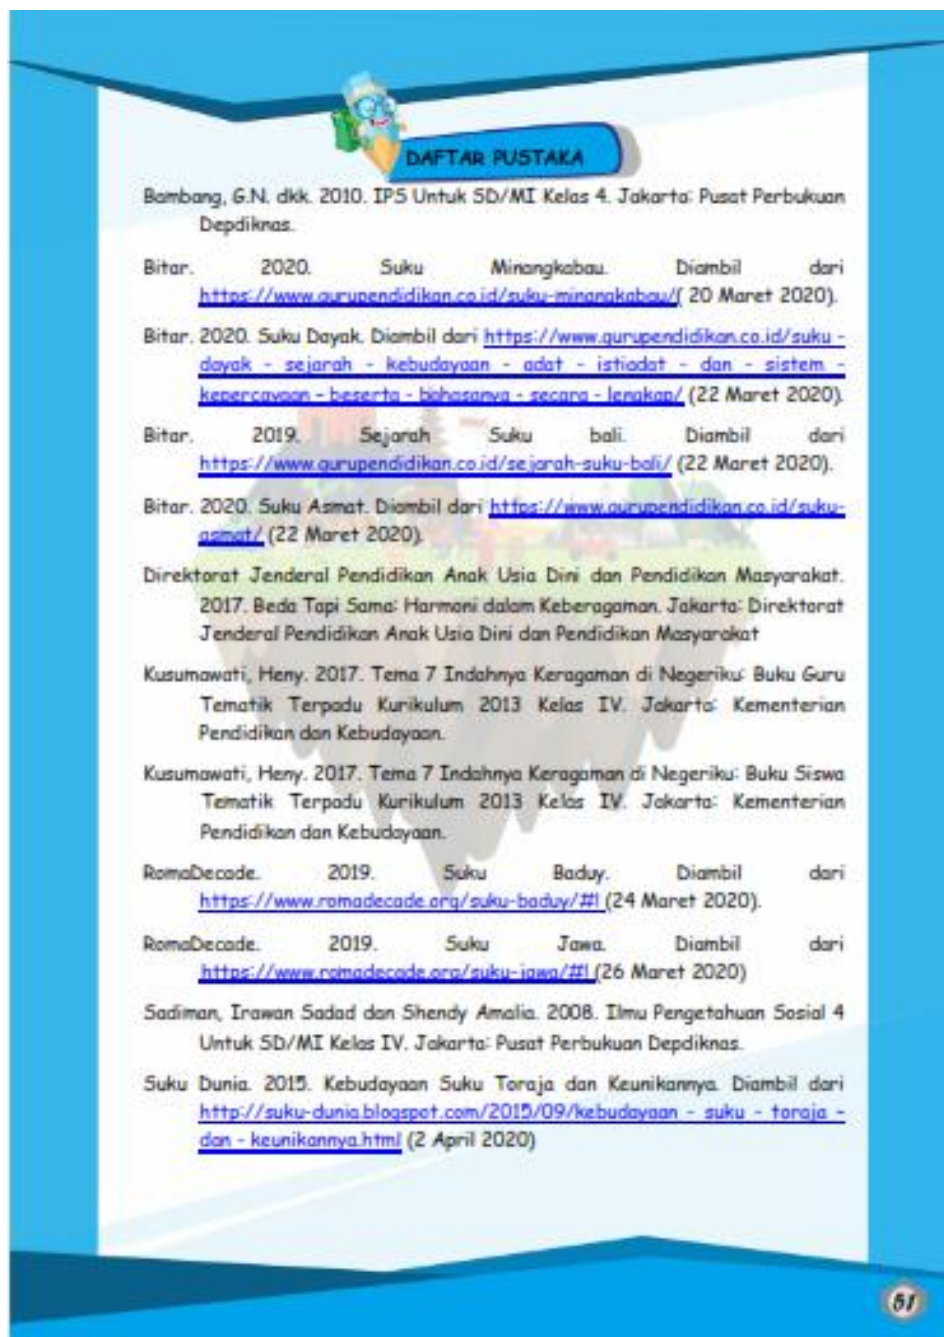 DAFTAR PUSTAKA
Bambang, G.N. dkk. 2010. IPS Untuk SD/MI Kelas 4. Jakarta: Pusat Perbukuan
Depdiknas.
Bitar. 2020. Suku Minangkabau. Diambil dari
https://www.gurupendidikan.co.id/suku-minangkabau/( 20 Maret 2020).
Bitar. 2020. Suku Dayak. Diambil dari https://www.gurupendidikan.co.id/suku -
dayak - sejarah - kebudayaan - adat - istiadat - dan - sistem -
kepercayaan - beserta - bahasanya - secara - lengkap/ (22 Maret 2020).
Bitar. 2019. Sejarah Suku bali. Diambil dari
https://www.gurupendidikan.co.id/sejarah-suku-bali/ (22 Maret 2020).
Bitar. 2020. Suku Asmat. Diambil dari https://www.gurupendidikan.co.id/suku-
asmat/ (22 Maret 2020).
Direktorat Jenderal Pendidikan Anak Usia Dini dan Pendidikan Masyarakat.
2017. Beda Tapi Sama: Harmoni dalam Keberagaman. Jakarta: Direktorat
Jenderal Pendidikan Anak Usia Dini dan Pendidikan Masyarakat
Kusumawati, Heny. 2017. Tema 7 Indahnya Keragaman di Negeriku: Buku Guru
Tematik Terpadu Kurikulum 2013 Kelas IV. Jakarta: Kementerian
Pendidikan dan Kebudayaan.
Kusumawati, Heny. 2017. Tema 7 Indahnya Keragaman di Negeriku: Buku Siswa
Tematik Terpadu Kurikulum 2013 Kelas IV. Jakarta: Kementerian
Pendidikan dan Kebudayaan.
RomaDecade. 2019. Suku Baduy. Diambil dari
https://www.romadecade.org/suku-baduy/#! (24 Maret 2020).
RomaDecade. 2019. Suku Jawa. Diambil dari
https://www.romadecade.org/suku-jawa/#! (26 Maret 2020)
Sadiman, Irawan Sadad dan Shendy Amalia. 2008. Ilmu Pengetahuan Sosial 4
Untuk SD/MI Kelas IV. Jakarta: Pusat Perbukuan Depdiknas.
Suku Dunia. 2015. Kebudayaan Suku Toraja dan Keunikannya. Diambil dari
http://suku-dunia.blogspot.com/2015/09/kebudayaan - suku - toraja -
dan - keunikannya.html (2 April 2020)
51